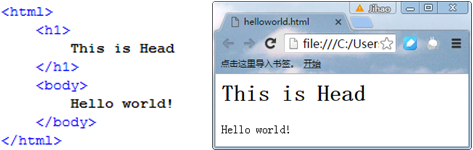 <html>
<h1>
This is Head
</h1>
<body>
Hello world!
</body>
</html>
Jihao
helloworld.html
file:///C:/User
点击这里导入书签。 开始
This is Head
Hello world!